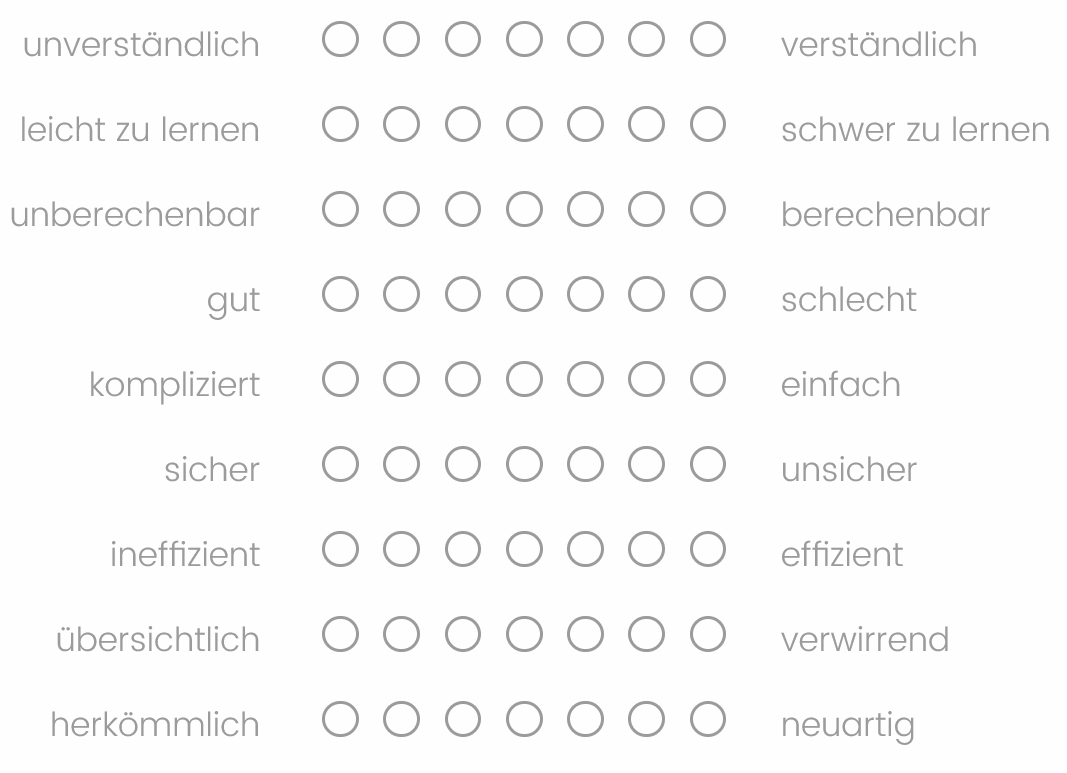 unverständlich verständlich
leicht zu lernen schwer zu lernen
unberechenbar berechenbar
gut schlecht
kompliziert einfach
sicher unsicher
ineffizient effizient
übersichtlich verwirrend
herkömmlich neuartig